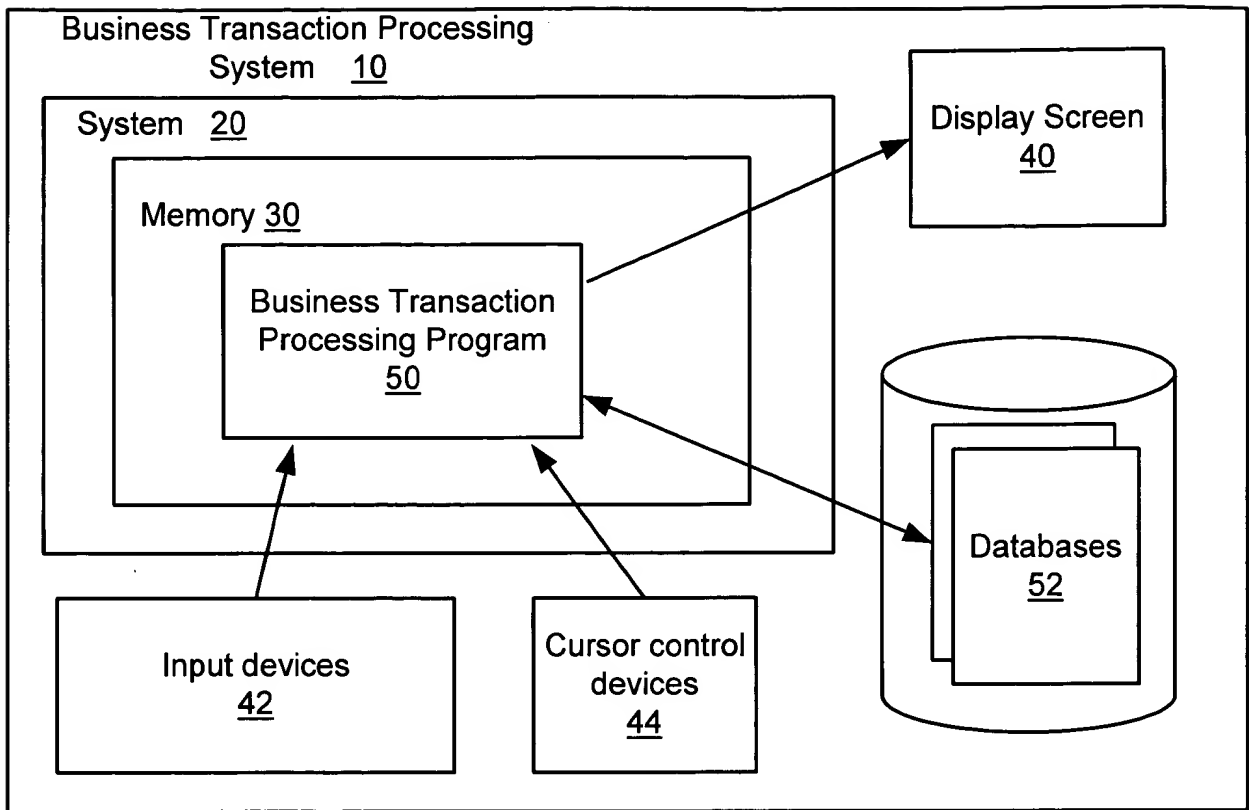 Business Transaction Processing
System 10
System 20
Display Screen
40
Memory 30
Business Transaction
Processing Program
50
Databases
52
Input devices
42
Cursor control
devices
44